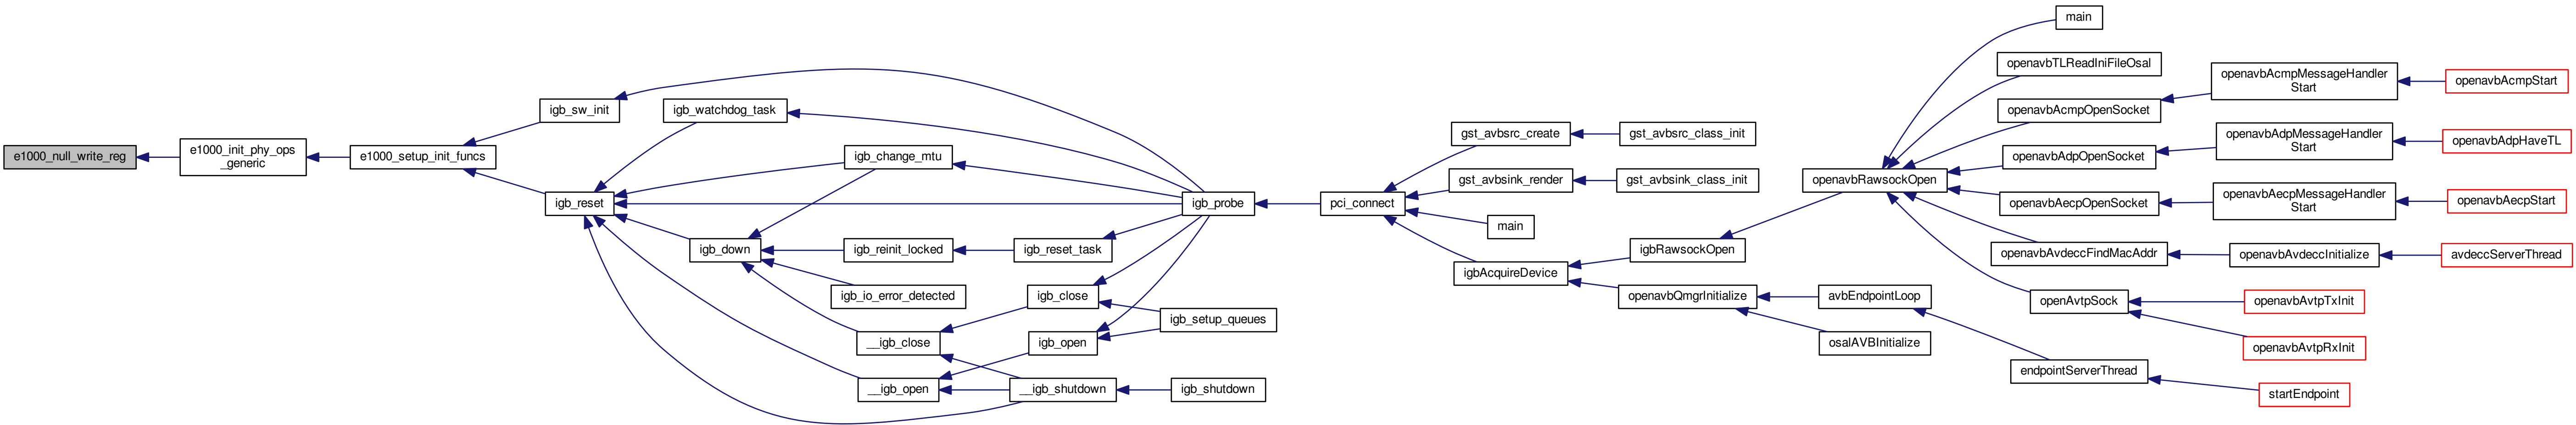 e1000_null_write_reg
e1000_init_phy_ops
_generic
e1000_setup_init_funcs
igb_sw_init
igb_reset
igb_watchdog_task
igb_change_mtu
igb_down
igb_reinit_locked
igb_reset_task
igb_io_error_detected
igb_close
__igb_close
igb_open
igb_setup_queues
__igb_open
__igb_shutdown
igb_shutdown
igb_probe
pci_connect
gst_avbsrc_create
gst_avbsrc_class_init
gst_avbsink_render
gst_avbsink_class_init
main
igbAcquireDevice
igbRawsockOpen
openavbQmgrInitialize
avbEndpointLoop
osalAVBInitialize
openavbRawsockOpen
main
openavbTLReadIniFileOsal
openavbAcmpOpenSocket
openavbAcmpMessageHandler
Start
openavbAcmpStart
openavbAdpOpenSocket
openavbAdpMessageHandler
Start
openavbAdpHaveTL
openavbAecpOpenSocket
openavbAecpMessageHandler
Start
openavbAecpStart
openavbAvdeccFindMacAddr
openavbAvdeccInitialize
avdeccServerThread
openAvtpSock
openavbAvtpTxInit
openavbAvtpRxInit
endpointServerThread
startEndpoint